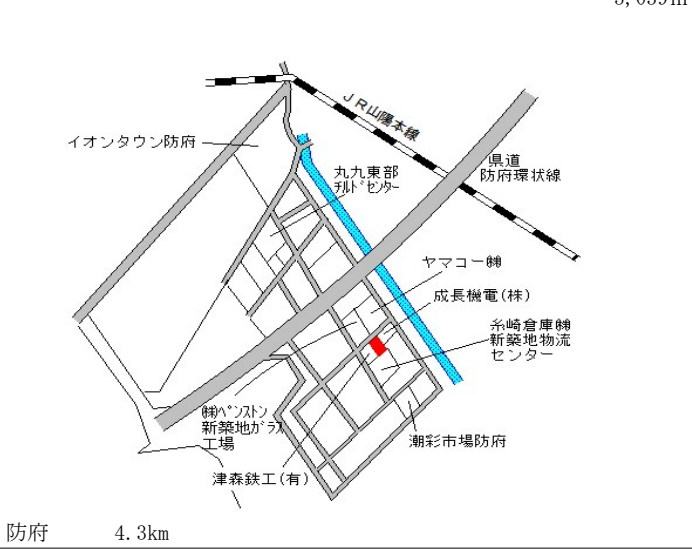 JR山陽本線
イオンタウン防府
県道
防府環状線
丸九東部
チルドセンター
ヤマコー㈱
成長機電(株)
糸崎倉庫㈱
新築地物流
センター
㈱ペンストン
新築地ガラス
工場
潮彩市場防府
津森鉄工(有)
防府 4.3km